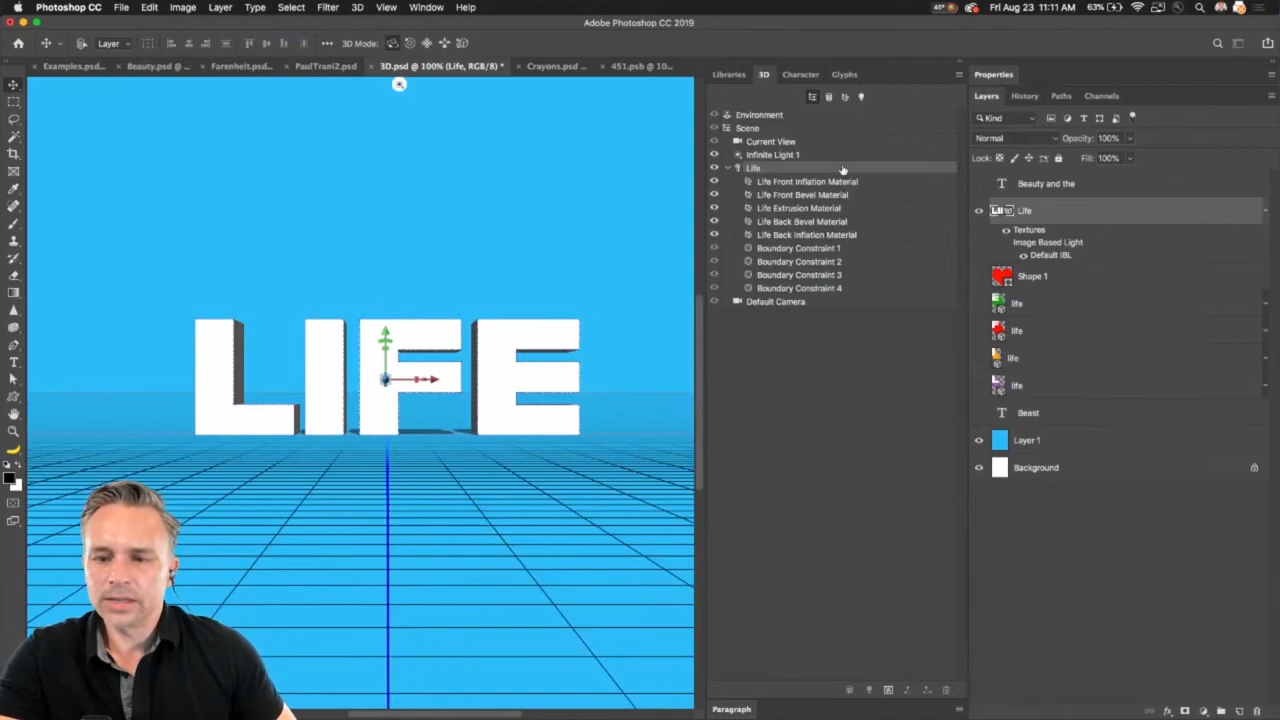 Photoshop CC File Edit Image Layer Type Select Filter 3D View Window Help Fri Aug 23 11:11 AM 63%
Adobe Photoshop CC 2019
Layer 3D Mode:
Examples.psd... Beauty.psd @ ... Farenheit.psd... PaulTrani2.psd 3D.psd @ 100% (Life, RGB/8) * Crayons.psd ... 451.psb @ 10...
Libraries 3D Character Glyphs
Environment
Scene
Current View
Infinite Light 1
Life
Life Front Inflation Material
Life Front Bevel Material
Life Extrusion Material
Life Back Bevel Material
Life Back Inflation Material
Boundary Constraint 1
Boundary Constraint 2
Boundary Constraint 3
Boundary Constraint 4
Default Camera
Paragraph
Properties
Layers History Paths Channels
Kind
Normal Opacity: 100%
Lock: Fill: 100%
Beauty and the
Life
Textures
Image Based Light
Default IBL
Shape 1
life
life
life
life
Beast
Layer 1
Background
LIFE